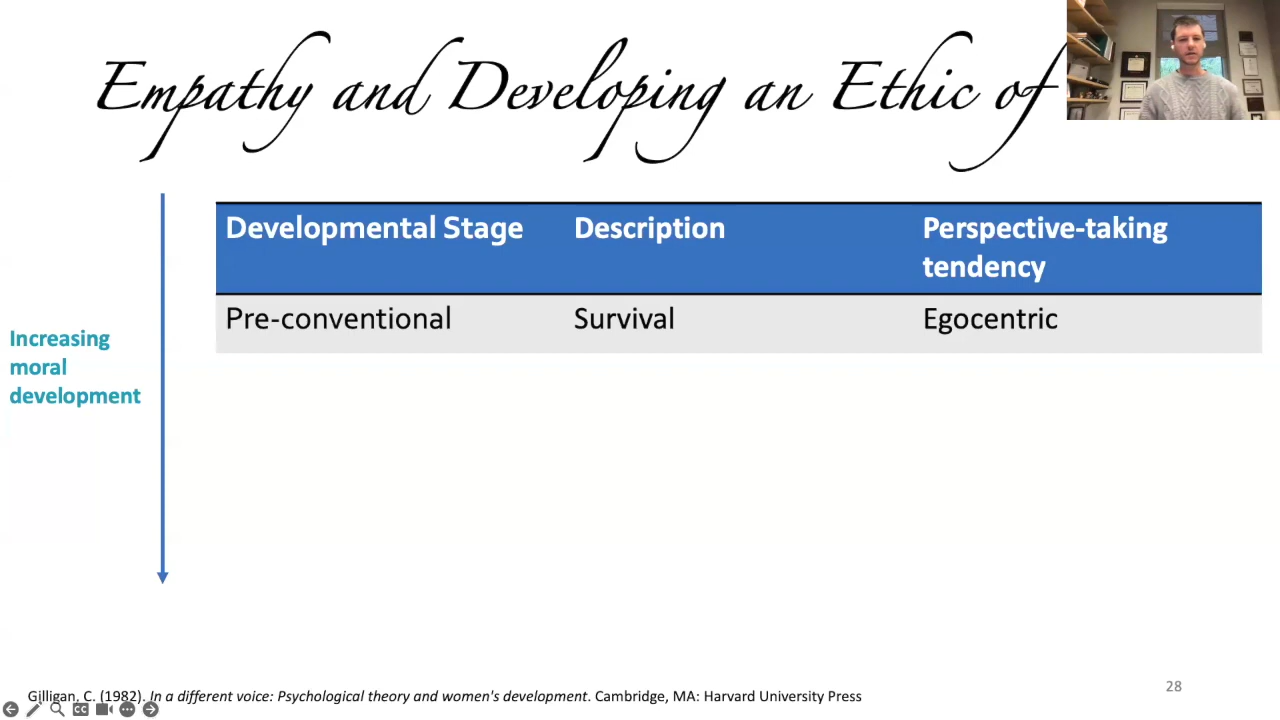 Empathy and Developing an Ethic of
Developmental Stage Description Perspective-taking
tendency
Pre-conventional Survival Egocentric
Increasing
moral
development
28
Gilligan, C. (1982). In a different voice: Psychological theory and women's development. Cambridge, MA: Harvard University Press
CC